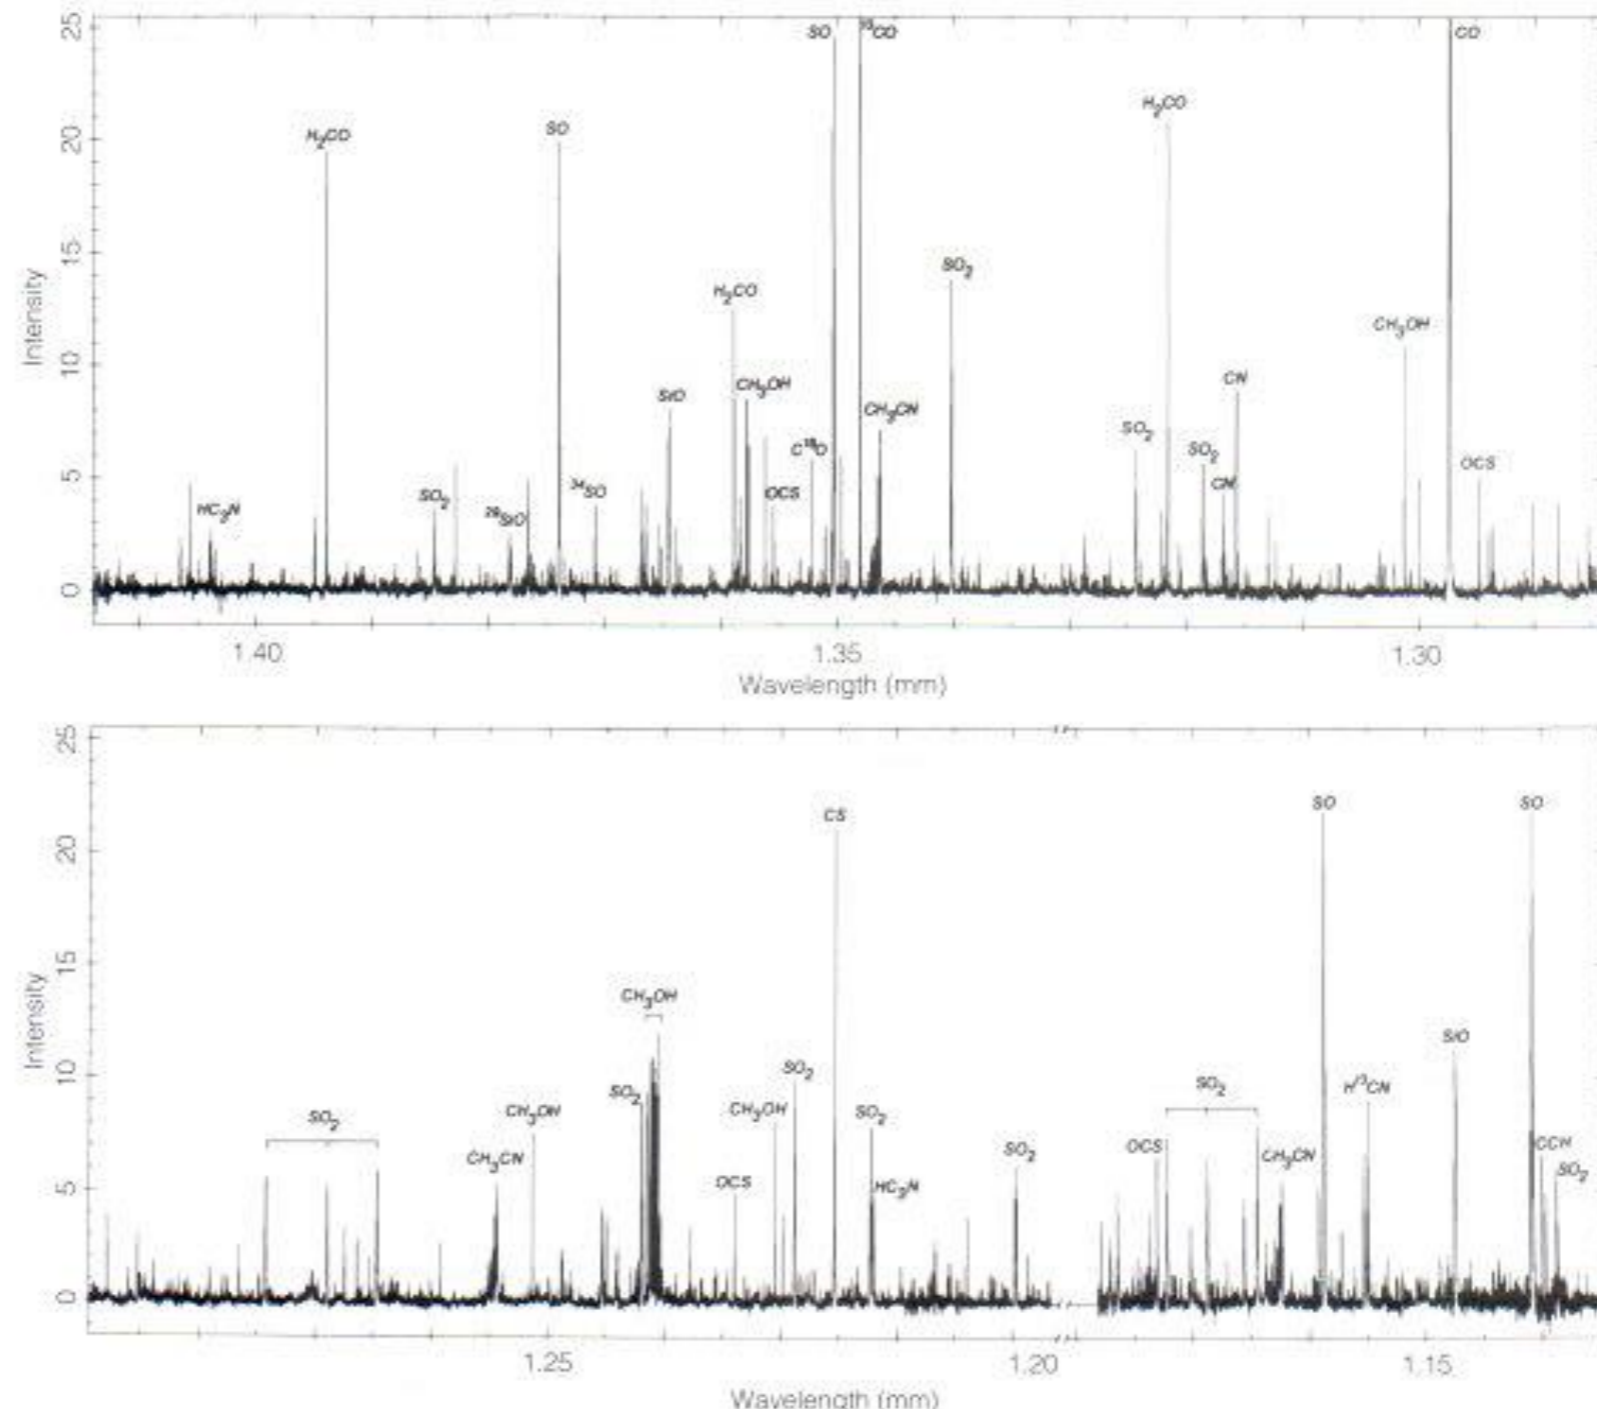 25
SO
¹³CO
CO
H₂CO
20
H₂CO
SO
15
SO₂
H₂CO
CH₃OH
Intensity
10
CH₃OH
CN
SiO
CH₃CN
SO₂
C¹⁸O
SO₂
OCS
5
HC₃N
SO₂
²⁹SiO
³⁴SO
OCS
CN
0
1.40
1.35
1.30
Wavelength (mm)
25
CS
SO
SO
20
15
CH₃OH
Intensity
SiO
10
SO₂
SO₂
CH₃OH
SO₂
CH₃OH
SO₂
SO₂
H¹³CN
CH₃CN
SO₂
OCS
CH₃CN
CCH
SO₂
5
OCS
HC₃N
0
1.25
1.20
1.15
Wavelength (mm)